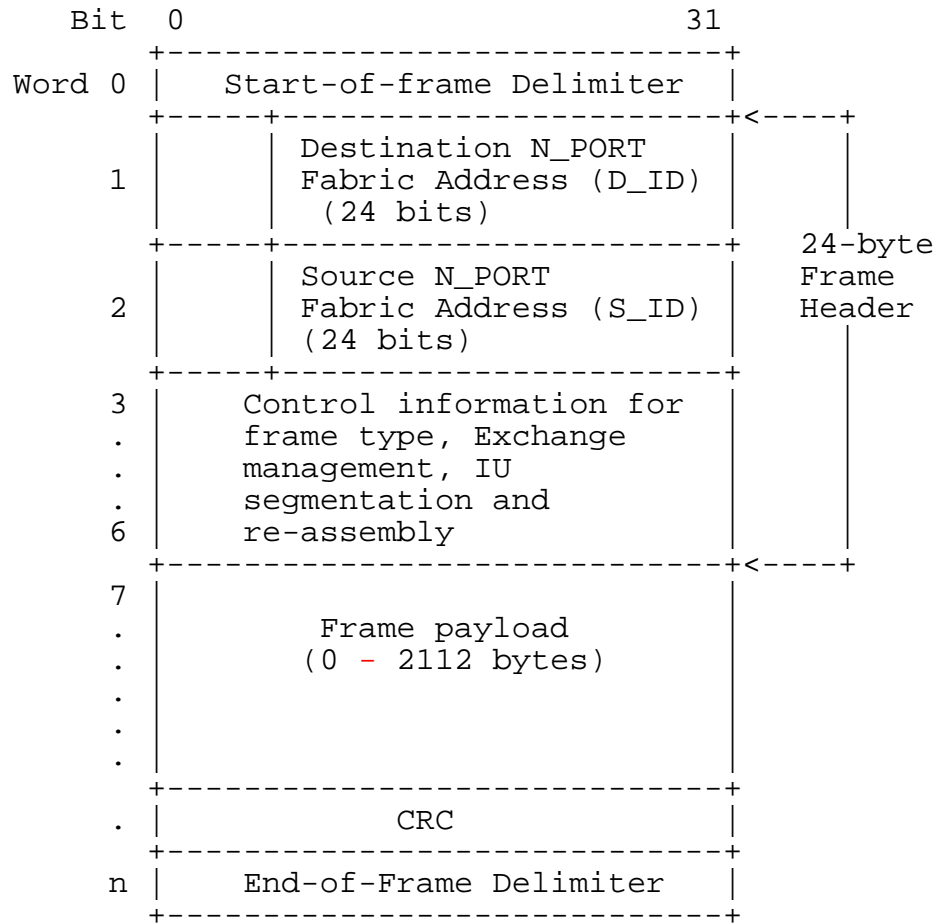 Bit 0 31
+-----------------------------+
Word 0 | Start-of-frame Delimiter |
+-----+-----------------------+<----+
| | Destination N_PORT | |
1 | | Fabric Address (D_ID) | |
| | (24 bits) | |
+-----+-----------------------+ 24-byte
| | Source N_PORT | Frame
2 | | Fabric Address (S_ID) | Header
| | (24 bits) | |
+-----+-----------------------+ |
3 | Control information for | |
. | frame type, Exchange | |
. | management, IU | |
. | segmentation and | |
6 | re-assembly | |
+-----------------------------+<----+
7 | |
. | Frame payload |
. | (0 - 2112 bytes) |
. | |
. | |
. | |
+-----------------------------+
. | CRC |
+-----------------------------+
n | End-of-Frame Delimiter |
+-----------------------------+